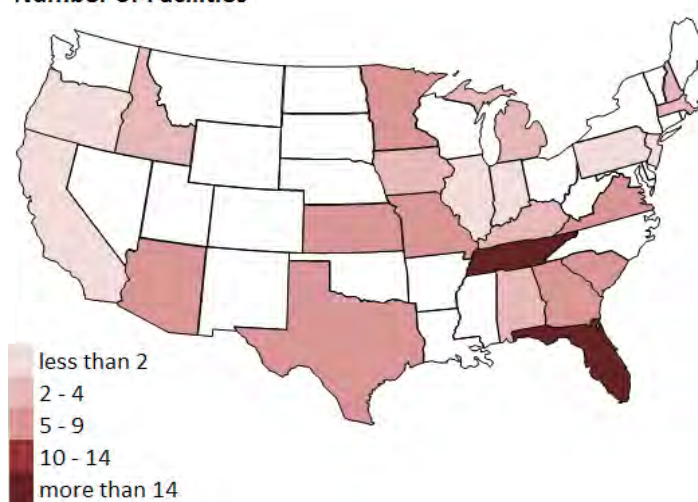 Number of Facilities
less than 2
2 - 4
5 - 9
10 - 14
more than 14